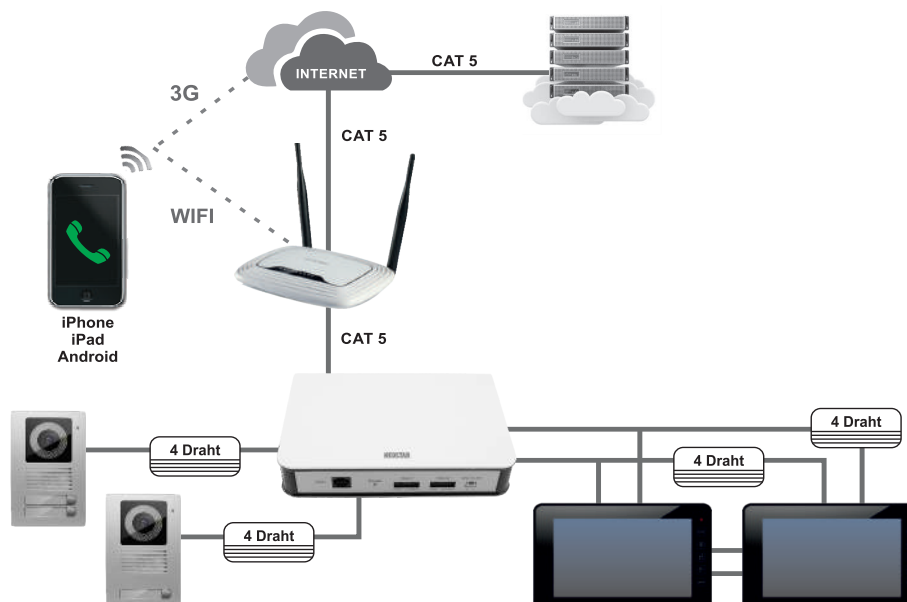 INTERNET
CAT 5
3G
CAT 5
WIFI
iPhone
iPad
Android
CAT 5
4 Draht
4 Draht
4 Draht
4 Draht